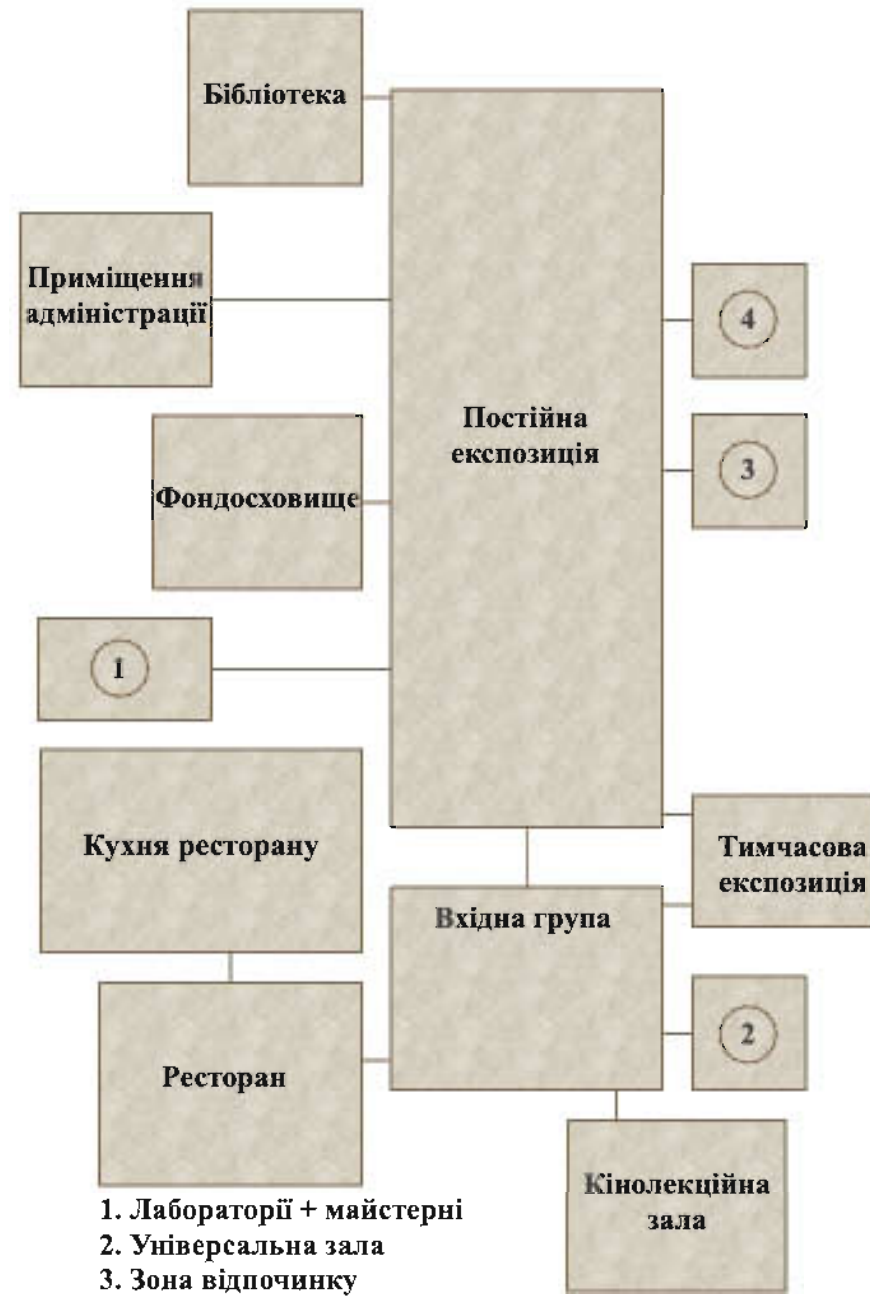 Бібліотека
Приміщення
адміністрації
4
Постійна
експозиція
3
Фондосховище
1
Кухня ресторану
Тимчасова
експозиція
Вхідна група
2
Ресторан
Кінолекційна
зала
1. Лабораторії + майстерні
2. Універсальна зала
3. Зона відпочинку